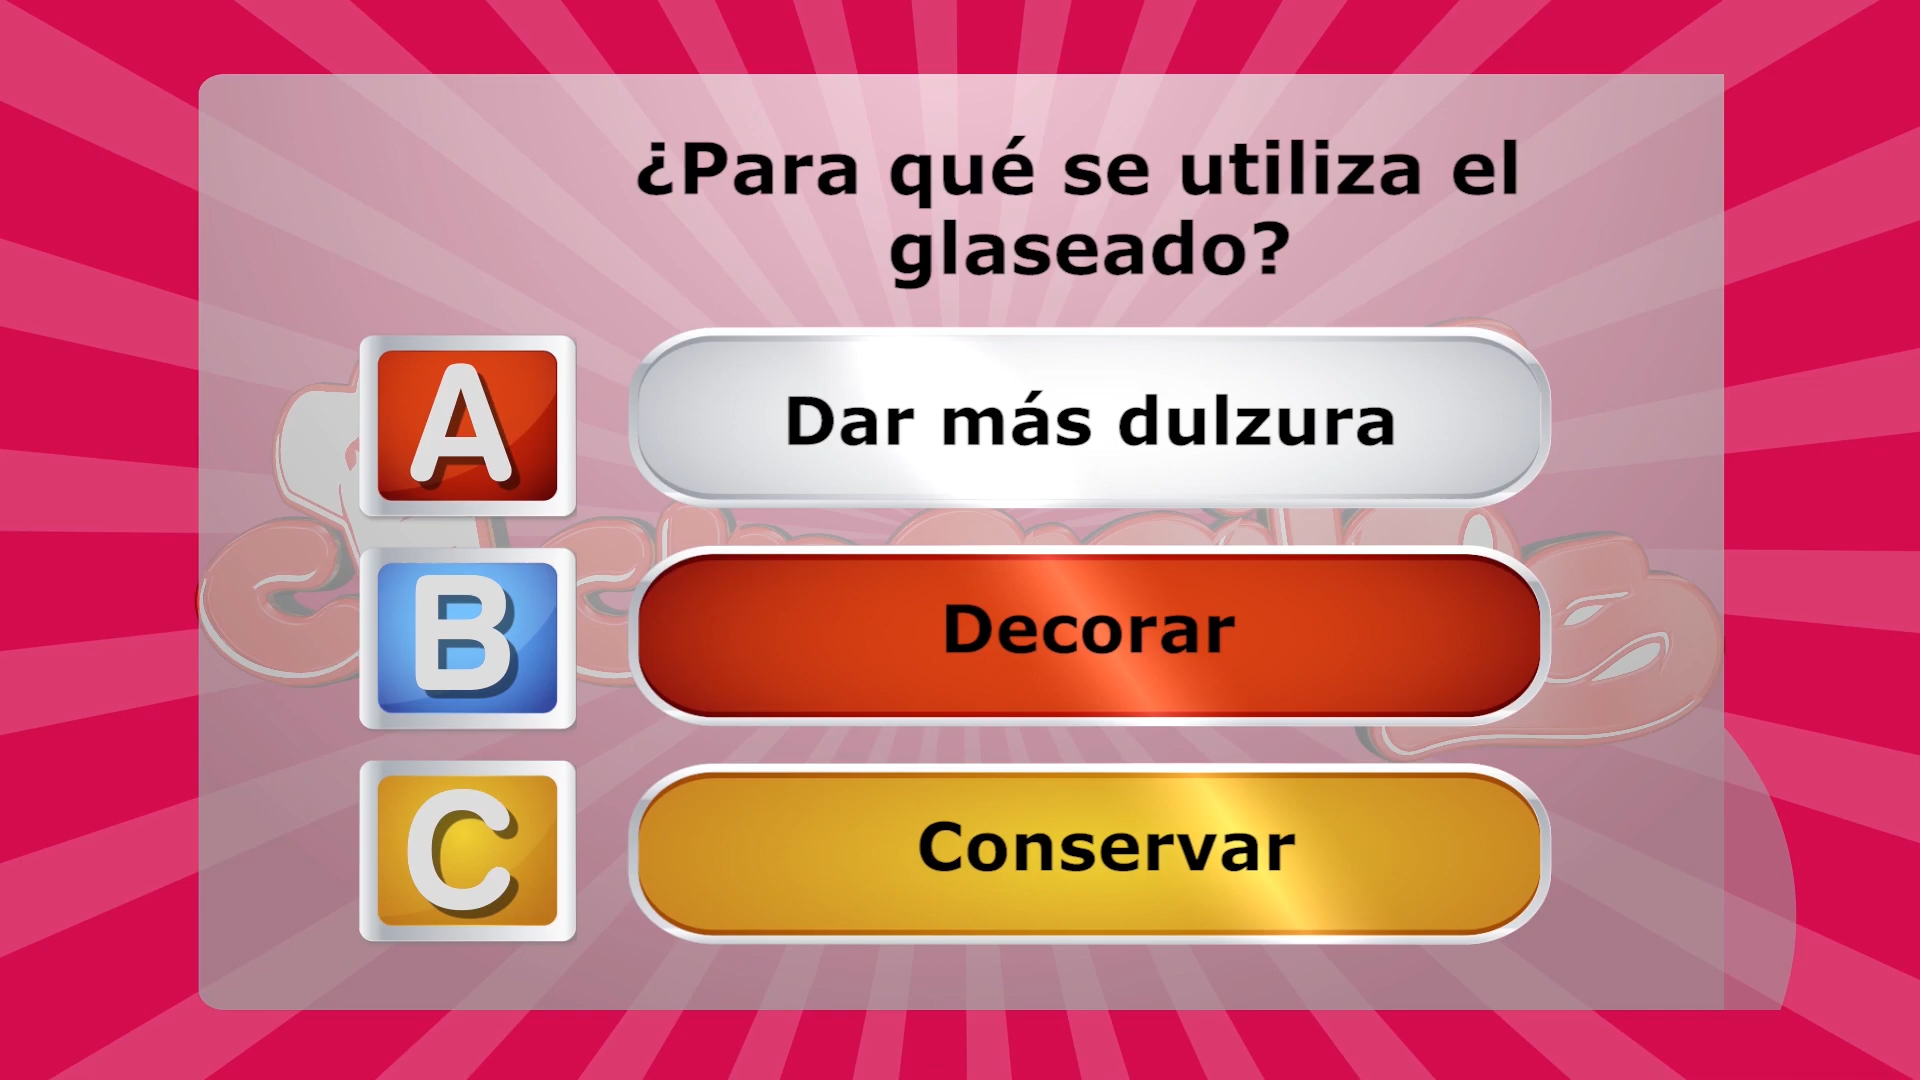 ¿Para qué se utiliza el
glaseado?
A
Dar más dulzura
B
Decorar
C
Conservar